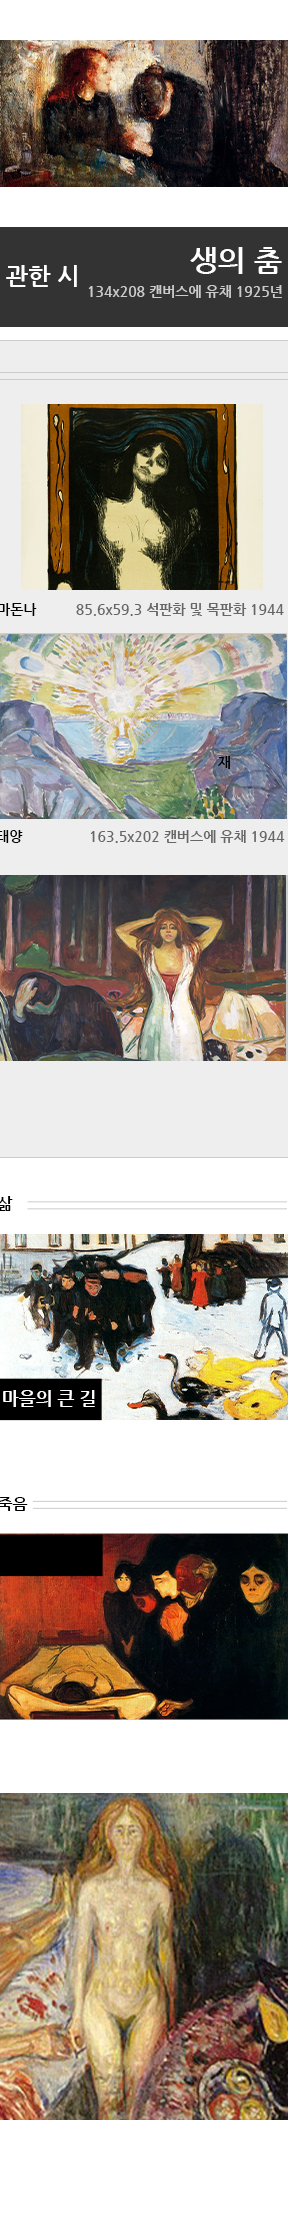 생의 춤
관한 시
134x208 캔버스에 유채 1925년
마돈나 85.6x59.3 석판화 및 목판화 1944
재
태양 163.5x202 캔버스에 유채 1944
삶
마을의 큰 길
죽음